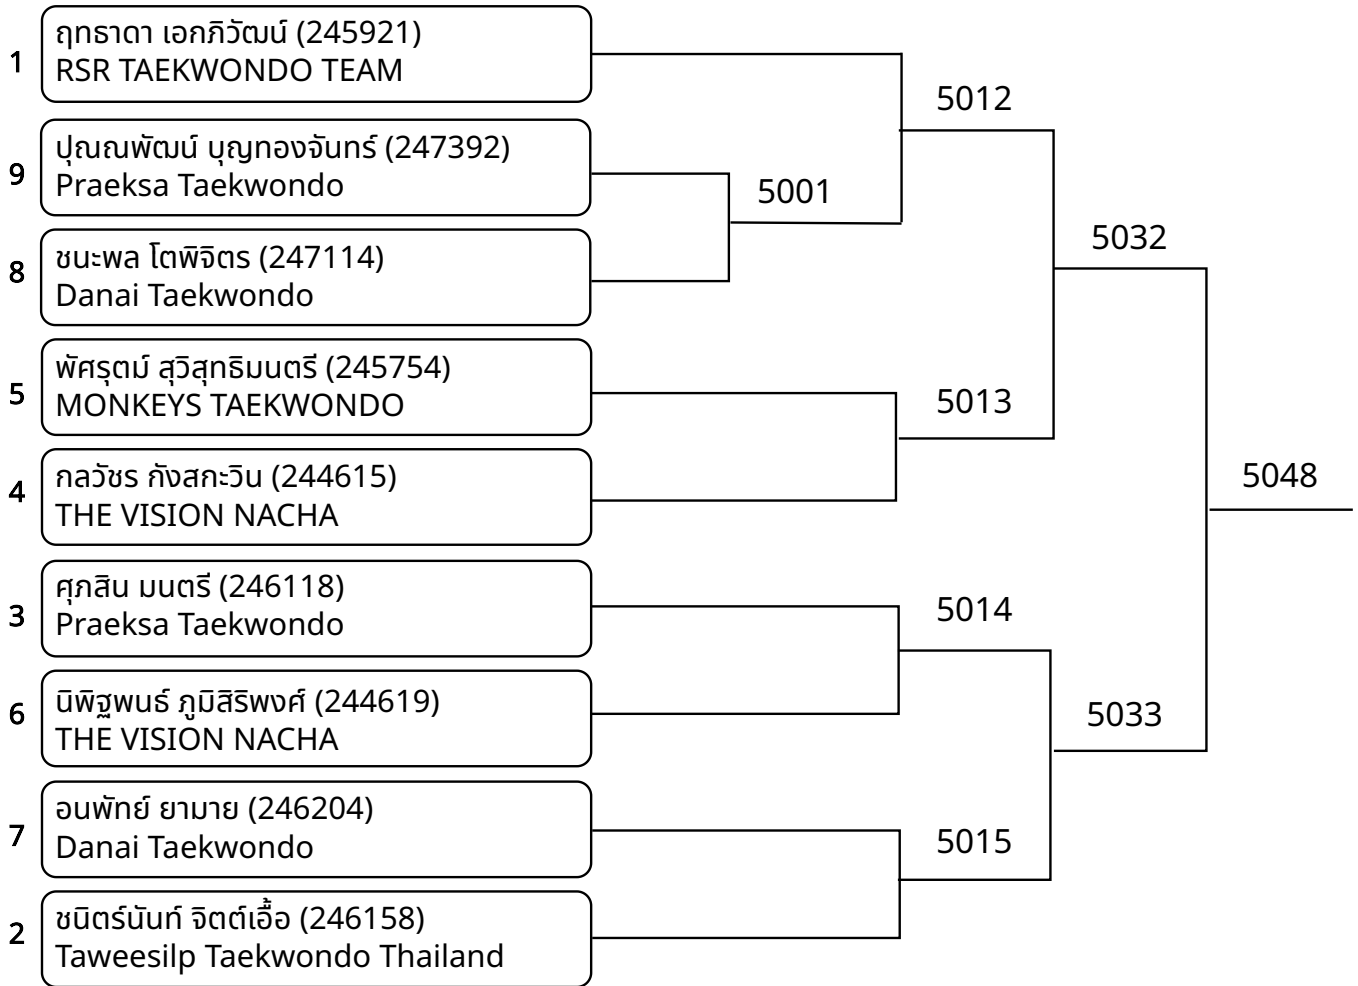 1
ฤทธาดา เอกภิวัฒน์ (245921)
RSR TAEKWONDO TEAM
5012
9
ปุณณพัฒน์ บุญทองจันทร์ (247392)
Praeksa Taekwondo
5001
8
ชนะพล โตพิจิตร (247114)
Danai Taekwondo
5032
5
พัศรุตม์ สุวิสุทธิมนตรี (245754)
MONKEYS TAEKWONDO
5013
4
กลวัชร กังสกะวิน (244615)
THE VISION NACHA
5048
3
ศุภสิน มนตรี (246118)
Praeksa Taekwondo
5014
6
นิพิฐพนธ์ ภูมิสิริพงศ์ (244619)
THE VISION NACHA
5033
7
อนพัทย์ ยามาย (246204)
Danai Taekwondo
5015
2
ชนิตร์นันท์ จิตต์เอื้อ (246158)
Taweesilp Taekwondo Thailand